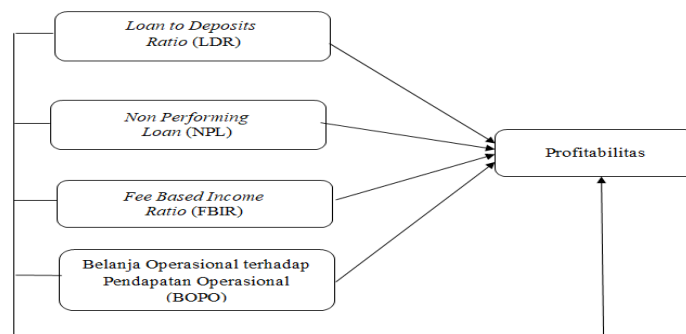 Loan to Deposits
Ratio (LDR)
Non Performing
Loan (NPL)
Profitabilitas
Fee Based Income
Ratio (FBIR)
Belanja Operasional terhadap
Pendapatan Operasional
(BOPO)